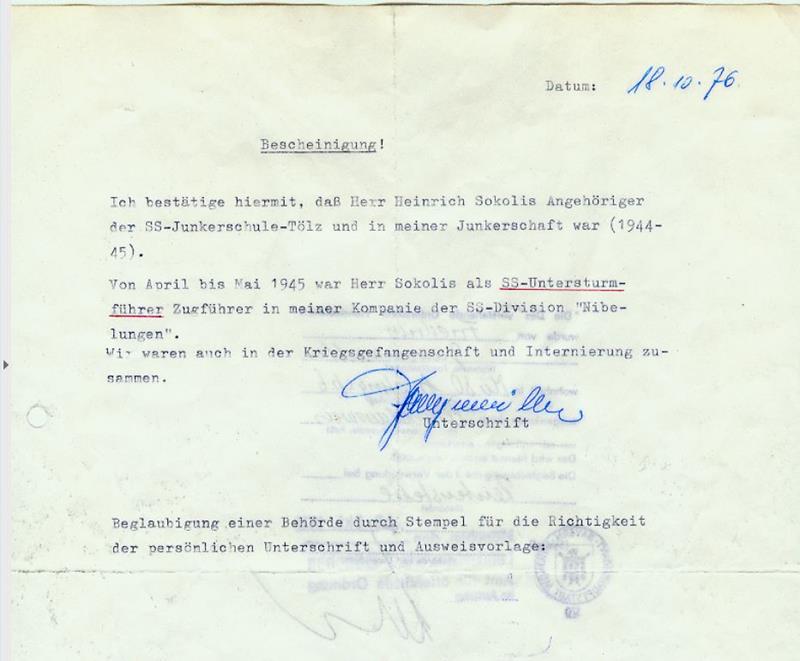 Datum: 18.10.76
Bescheinigung!
Ich bestätige hiermit, daß Herr Heinrich Sokolis Angehöriger
der SS-Junkerschule-Tölz und in meiner Junkerschaft war (1944-
45).
Von April bis Mai 1945 war Herr Sokolis als SS-Untersturm-
führer Zugführer in meiner Kompanie der SS-Division "Nibe-
lungen".
Wir waren auch in der Kriegsgefangenschaft und Internierung zu-
sammen.
Unterschrift
Beglaubigung einer Behörde durch Stempel für die Richtigkeit
der persönlichen Unterschrift und Ausweisvorlage: